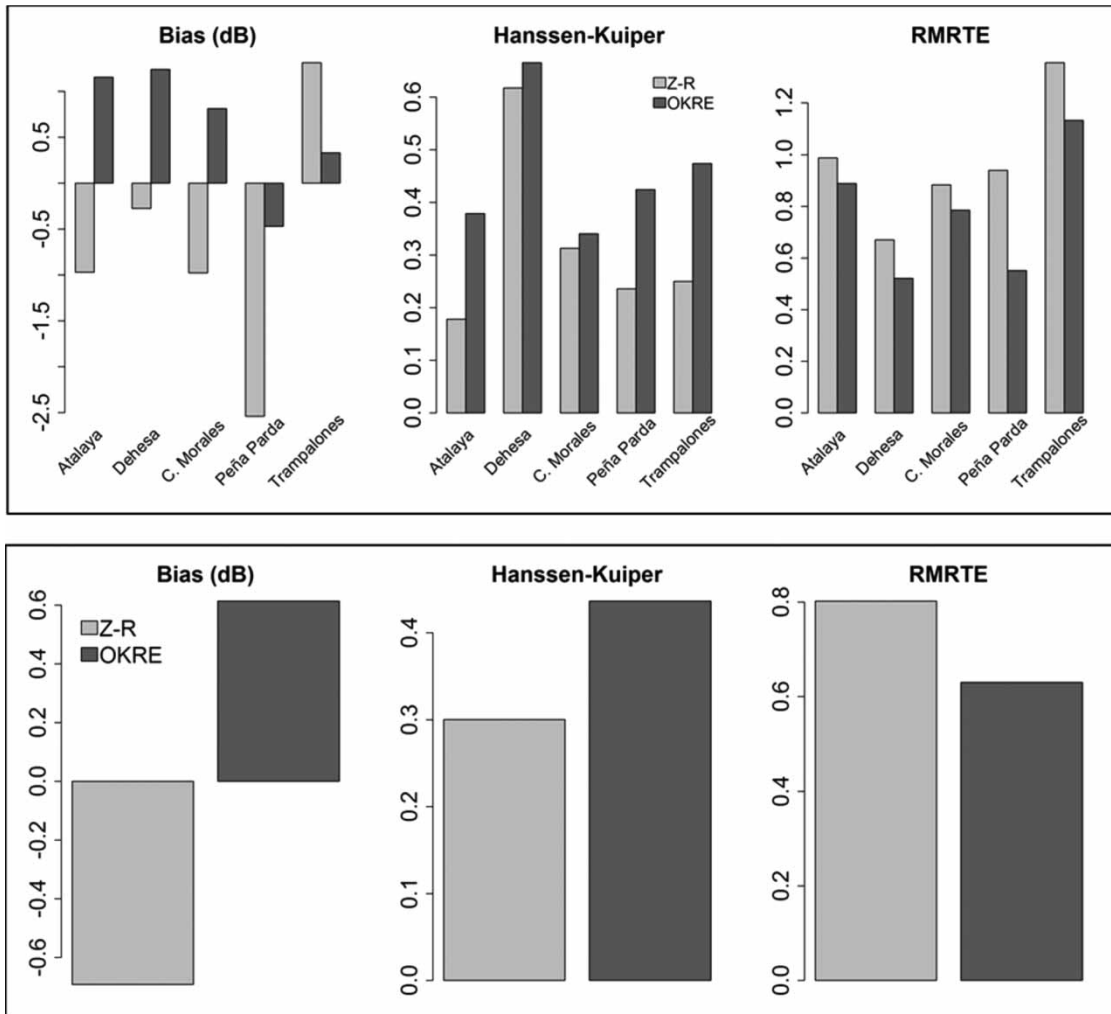 Bias (dB)
0.5
-0.5
-1.5
-2.5
Atalaya
Dehesa
C. Morales
Peña Parda
Trampalones
Hanssen-Kuiper
Z-R
OKRE
0.6
0.5
0.4
0.3
0.2
0.1
0.0
Atalaya
Dehesa
C. Morales
Peña Parda
Trampalones
RMRTE
1.2
1.0
0.8
0.6
0.4
0.2
0.0
Atalaya
Dehesa
C. Morales
Peña Parda
Trampalones
Bias (dB)
Z-R
OKRE
0.6
0.4
0.2
0.0
-0.2
-0.4
-0.6
Hanssen-Kuiper
0.4
0.3
0.2
0.1
0.0
RMRTE
0.8
0.6
0.4
0.2
0.0